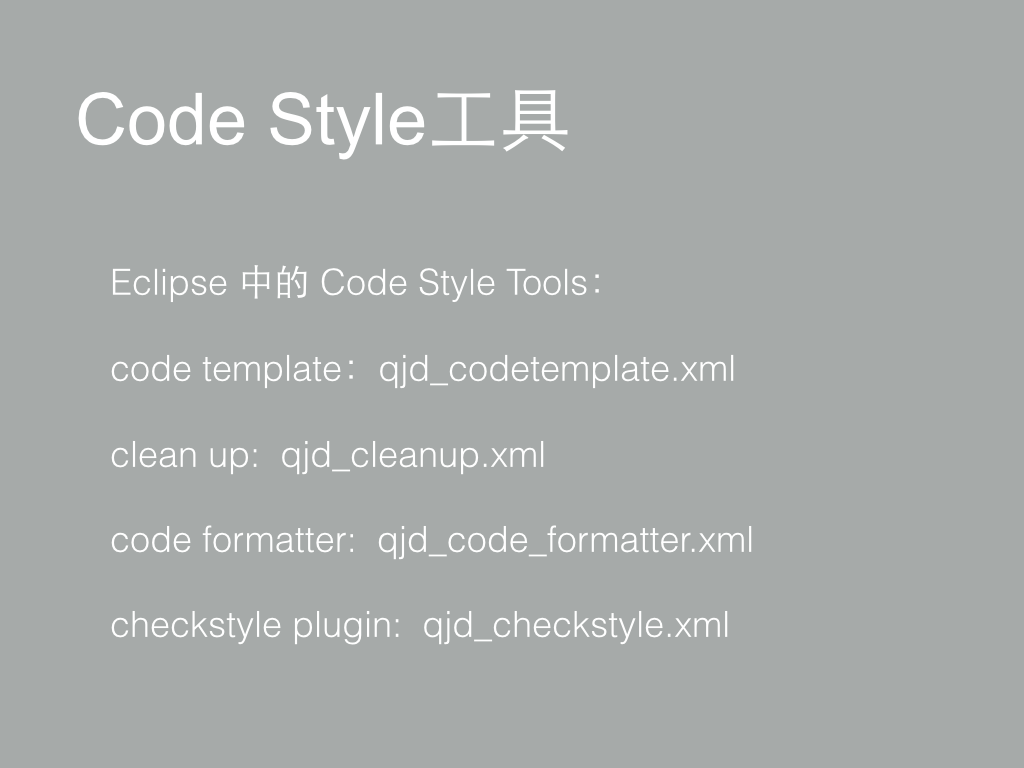 Code Style工具
Eclipse 中的 Code Style Tools：
code template：qjd_codetemplate.xml
clean up:  qjd_cleanup.xml
code formatter:  qjd_code_formatter.xml
checkstyle plugin:  qjd_checkstyle.xml